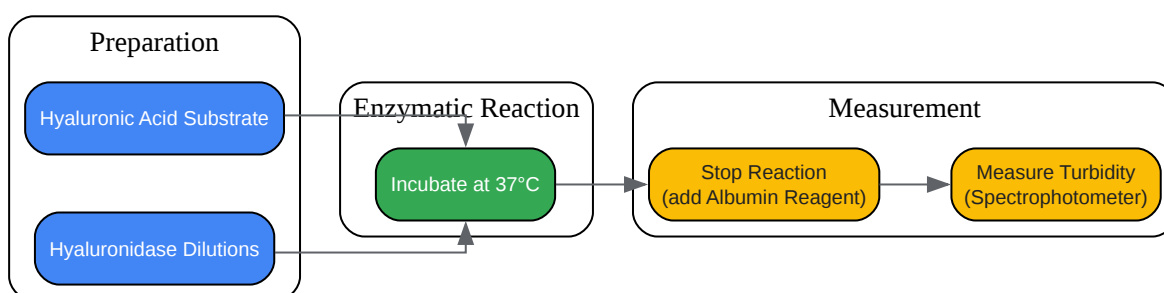 Preparation
Hyaluronic Acid Substrate
Hyaluronidase Dilutions
Enzymatic Reaction
Incubate at 37°C
Measurement
Stop Reaction
(add Albumin Reagent)
Measure Turbidity
(Spectrophotometer)